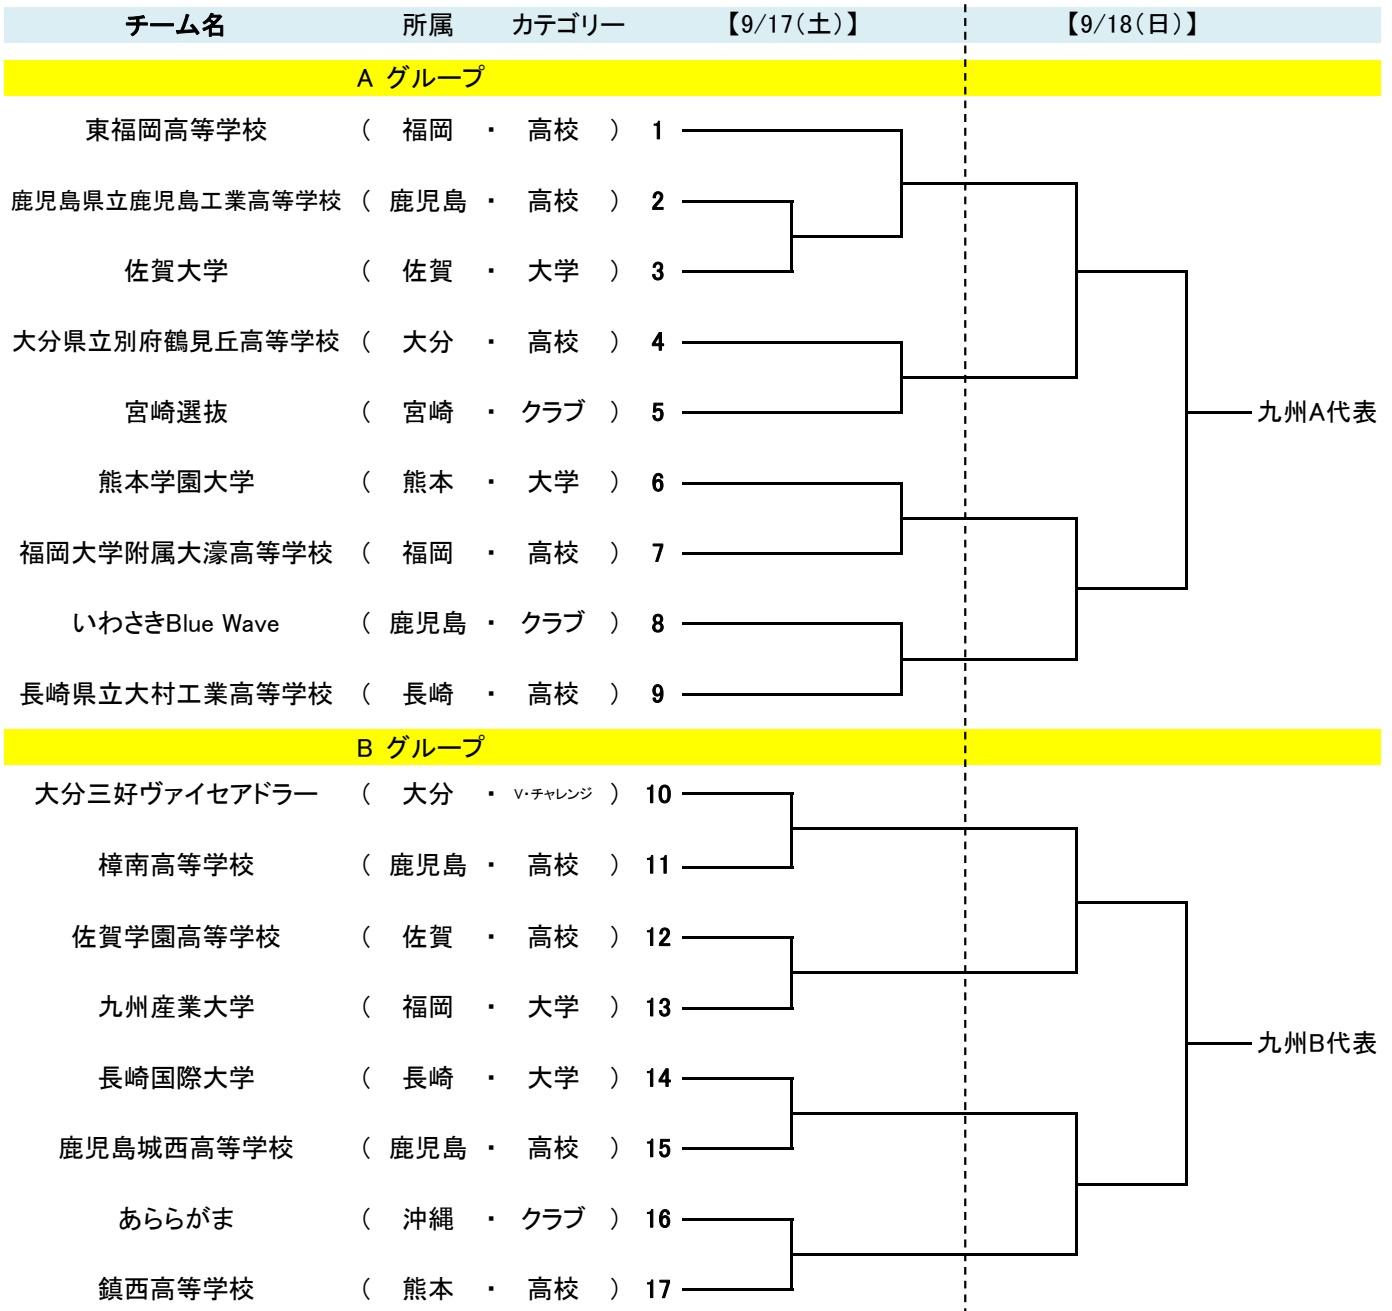 チーム名 所属 カテゴリー 【9/17(土)】 【9/18(日)】
A グループ
東福岡高等学校 ( 福岡 ・ 高校 ) 1
鹿児島県立鹿児島工業高等学校 ( 鹿児島 ・ 高校 ) 2
佐賀大学 ( 佐賀 ・ 大学 ) 3
大分県立別府鶴見丘高等学校 ( 大分 ・ 高校 ) 4
宮崎選抜 ( 宮崎 ・ クラブ ) 5
九州A代表
熊本学園大学 ( 熊本 ・ 大学 ) 6
福岡大学附属大濠高等学校 ( 福岡 ・ 高校 ) 7
いわさきBlue Wave ( 鹿児島 ・ クラブ ) 8
長崎県立大村工業高等学校 ( 長崎 ・ 高校 ) 9
B グループ
大分三好ヴァイセアドラー ( 大分 ・ V・チャレンジ ) 10
樟南高等学校 ( 鹿児島 ・ 高校 ) 11
佐賀学園高等学校 ( 佐賀 ・ 高校 ) 12
九州産業大学 ( 福岡 ・ 大学 ) 13
九州B代表
長崎国際大学 ( 長崎 ・ 大学 ) 14
鹿児島城西高等学校 ( 鹿児島 ・ 高校 ) 15
あららがま ( 沖縄 ・ クラブ ) 16
鎮西高等学校 ( 熊本 ・ 高校 ) 17